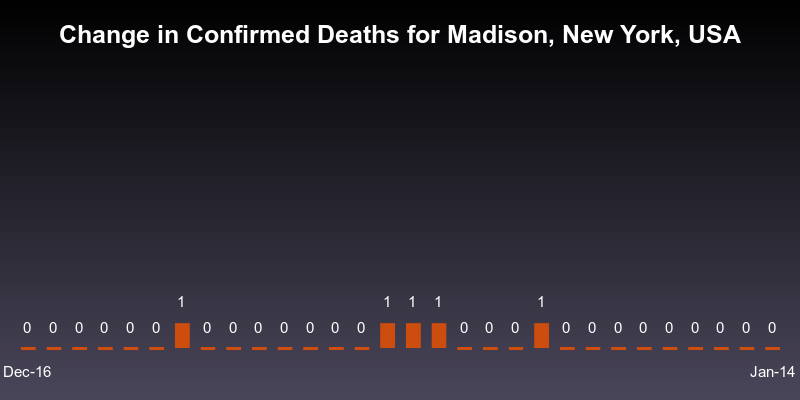 Change in Confirmed Deaths for Madison, New York, USA
1 1 1 1 1
0 0 0 0 0 0 0 0 0 0 0 0 0 0 0 0 0 0 0 0 0 0 0 0 0
Dec-16 Jan-14